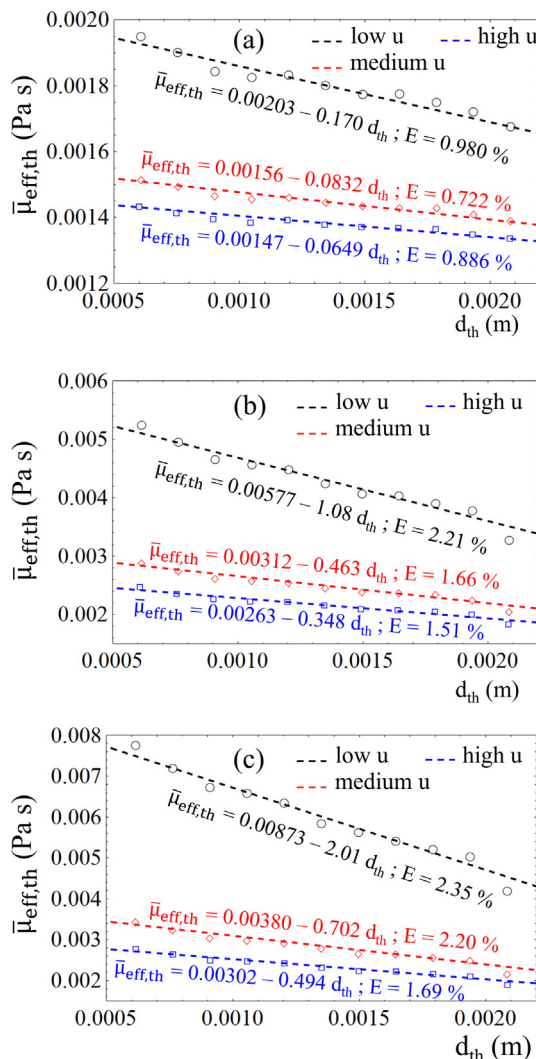 (a)
low u
high u
medium u
μ̄eff,th (Pa s)
0.0020
0.0018
0.0016
0.0014
0.0012
μ̄eff,th = 0.00203 – 0.170 dth ; E = 0.980 %
μ̄eff,th = 0.00156 – 0.0832 dth ; E = 0.722 %
μ̄eff,th = 0.00147 – 0.0649 dth ; E = 0.886 %
0.0005 0.0010 0.0015 0.0020
dth (m)
(b)
low u
high u
medium u
μ̄eff,th (Pa s)
0.006
0.005
0.004
0.003
0.002
μ̄eff,th = 0.00577 – 1.08 dth ; E = 2.21 %
μ̄eff,th = 0.00312 – 0.463 dth ; E = 1.66 %
μ̄eff,th = 0.00263 – 0.348 dth ; E = 1.51 %
0.0005 0.0010 0.0015 0.0020
dth (m)
(c)
low u
high u
medium u
μ̄eff,th (Pa s)
0.008
0.007
0.006
0.005
0.004
0.003
0.002
μ̄eff,th = 0.00873 – 2.01 dth ; E = 2.35 %
μ̄eff,th = 0.00380 – 0.702 dth ; E = 2.20 %
μ̄eff,th = 0.00302 – 0.494 dth ; E = 1.69 %
0.0005 0.0010 0.0015 0.0020
dth (m)